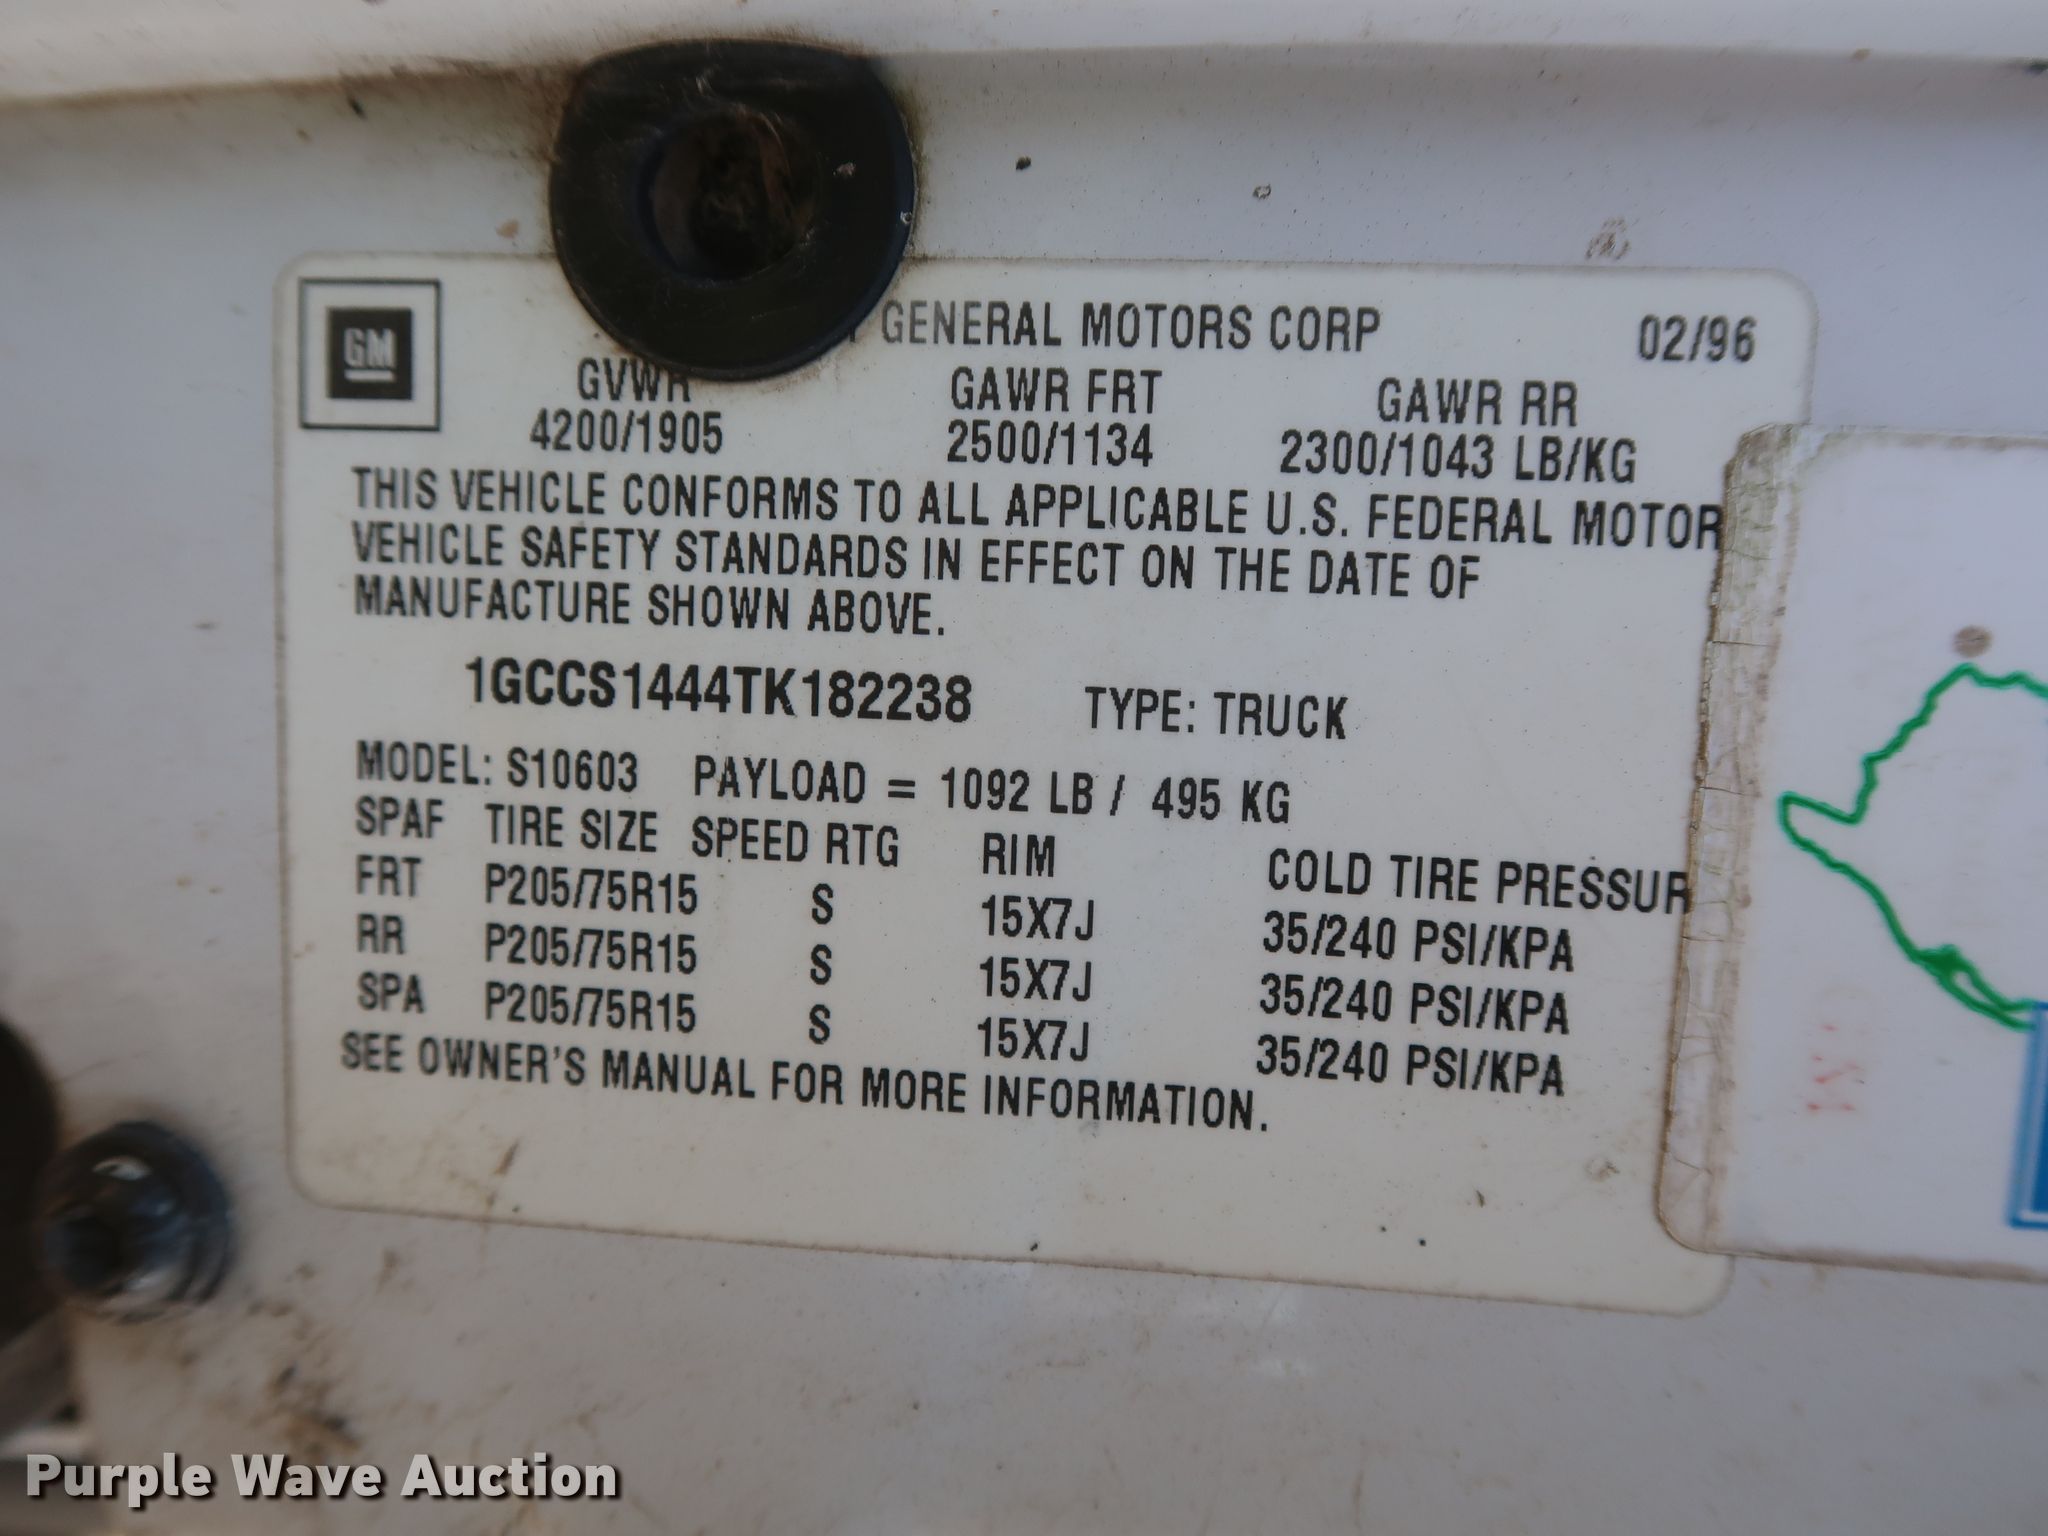 GM
GENERAL MOTORS CORP 02/96
GVWR GAWR FRT GAWR RR
4200/1905 2500/1134 2300/1043 LB/KG
THIS VEHICLE CONFORMS TO ALL APPLICABLE U.S. FEDERAL MOTOR
VEHICLE SAFETY STANDARDS IN EFFECT ON THE DATE OF
MANUFACTURE SHOWN ABOVE.
1GCCS1444TK182238 TYPE: TRUCK
MODEL: S10603 PAYLOAD = 1092 LB / 495 KG
SPAF TIRE SIZE SPEED RTG RIM COLD TIRE PRESSUR
FRT P205/75R15 S 15X7J 35/240 PSI/KPA
RR P205/75R15 S 15X7J 35/240 PSI/KPA
SPA P205/75R15 S 15X7J 35/240 PSI/KPA
SEE OWNER'S MANUAL FOR MORE INFORMATION.
Purple Wave Auction